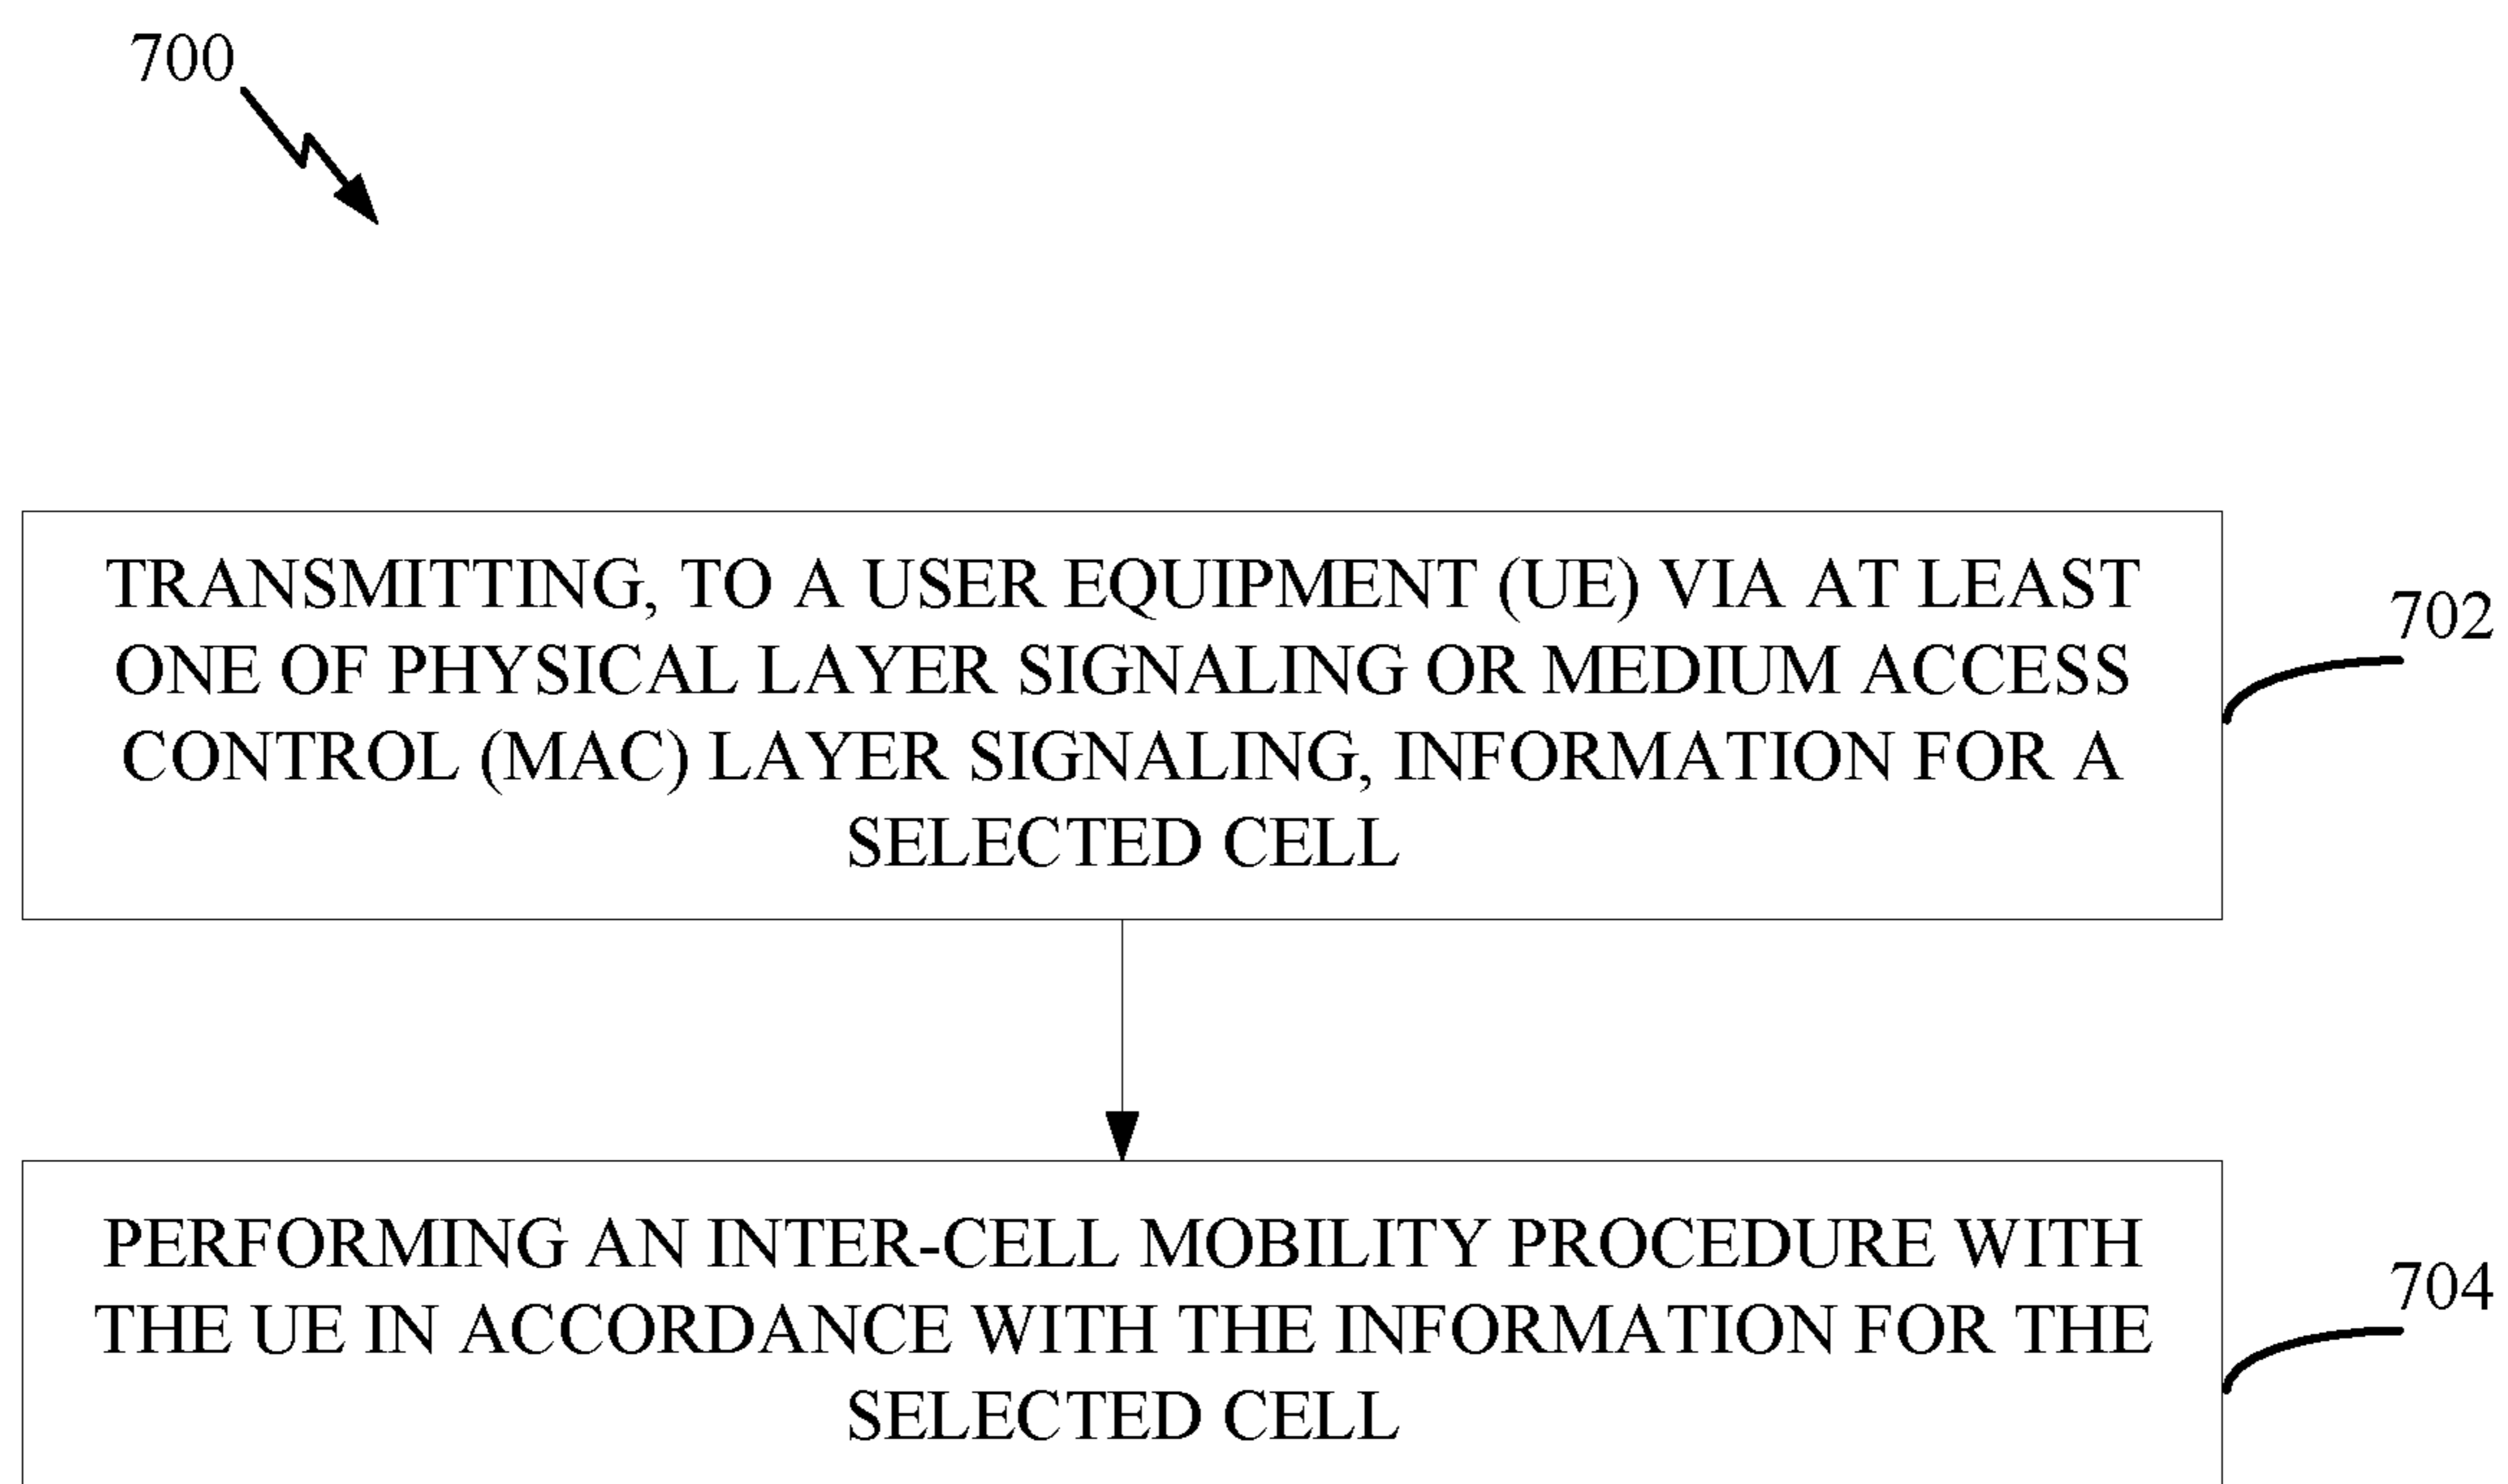 700
TRANSMITTING, TO A USER EQUIPMENT (UE) VIA AT LEAST
ONE OF PHYSICAL LAYER SIGNALING OR MEDIUM ACCESS
CONTROL (MAC) LAYER SIGNALING, INFORMATION FOR A
SELECTED CELL
702
PERFORMING AN INTER-CELL MOBILITY PROCEDURE WITH
THE UE IN ACCORDANCE WITH THE INFORMATION FOR THE
SELECTED CELL
704